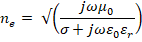 n_e = √(jωμ_0 / (σ + jωε_0ε_r))